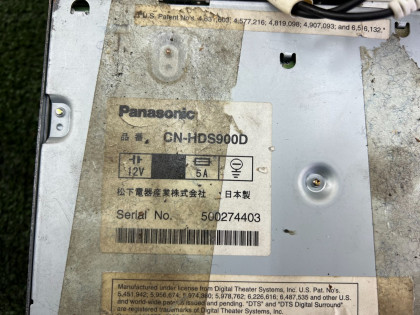 U.S. Patent No's. 4,631,603; 4,577,216; 4,819,098; 4,907,093; and 6,516,132."
Panasonic
品番 CN-HDS900D
12V 5A
松下電器産業株式会社 日本製
Serial No. 500274403
Manufactured under license from Digital Theater Systems, Inc. U.S. Pat. No's.
5,451,942; 5,956,674; 5,974,380; 5,978,762; 6,226,616; 6,487,535 and other U.S.
and world-wide patents issued and pending. "DTS" and "DTS Digital Surround"
are registered trademarks of Digital Theater Systems, Inc.